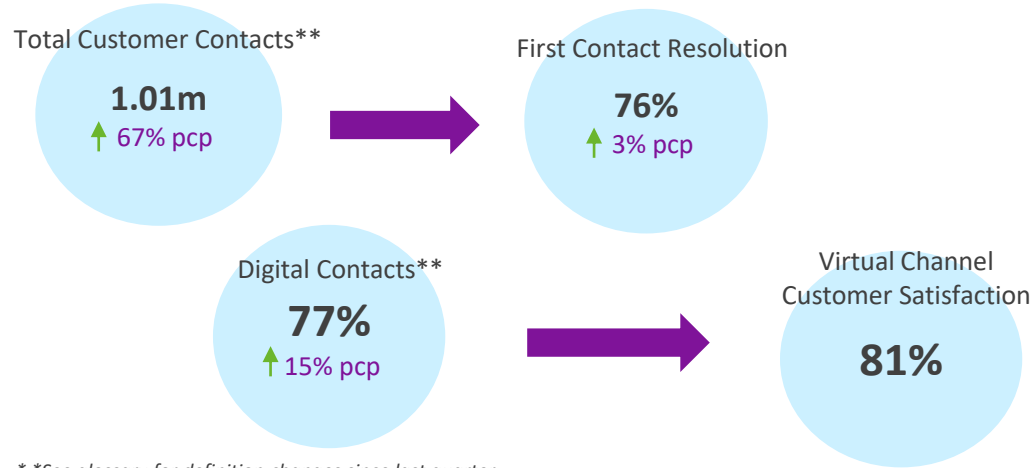 Total Customer Contacts**
1.01m
67% pcp
First Contact Resolution
76%
3% pcp
Digital Contacts**
77%
15% pcp
Virtual Channel
Customer Satisfaction
81%